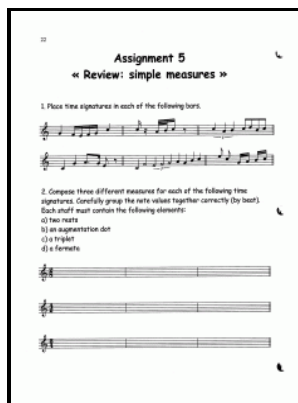 22
Assignment 5
« Review: simple measures »
1. Place time signatures in each of the following bars.
2. Compose three different measures for each of the following time
signatures. Carefully group the note values together correctly (by beat).
Each staff must contain the following elements:
a) two rests
b) an augmentation dot
c) a triplet
d) a fermata